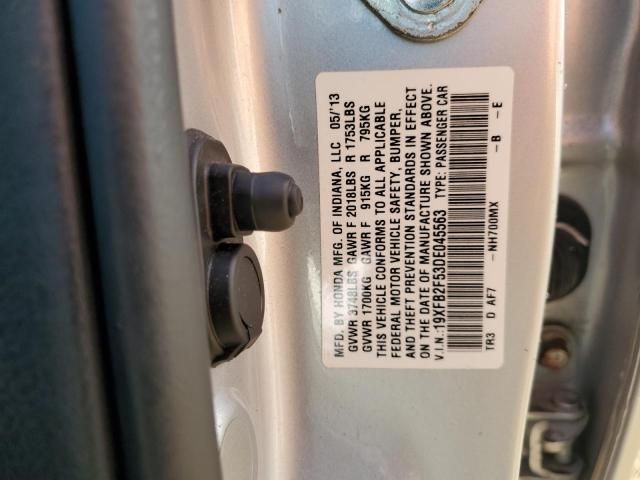 MFD. BY HONDA MFG. OF INDIANA, LLC 05/'13
GVWR 3748LBS GAWR F 2018LBS R 1753LBS
GVWR 1700KG GAWR F 915KG R 795KG
THIS VEHICLE CONFORMS TO ALL APPLICABLE
FEDERAL MOTOR VEHICLE SAFETY, BUMPER,
AND THEFT PREVENTION STANDARDS IN EFFECT
ON THE DATE OF MANUFACTURE SHOWN ABOVE.
V.I.N.:19XFB2F53DE045563 TYPE: PASSENGER CAR
TR3 D AF7 -NH700MX -B -E